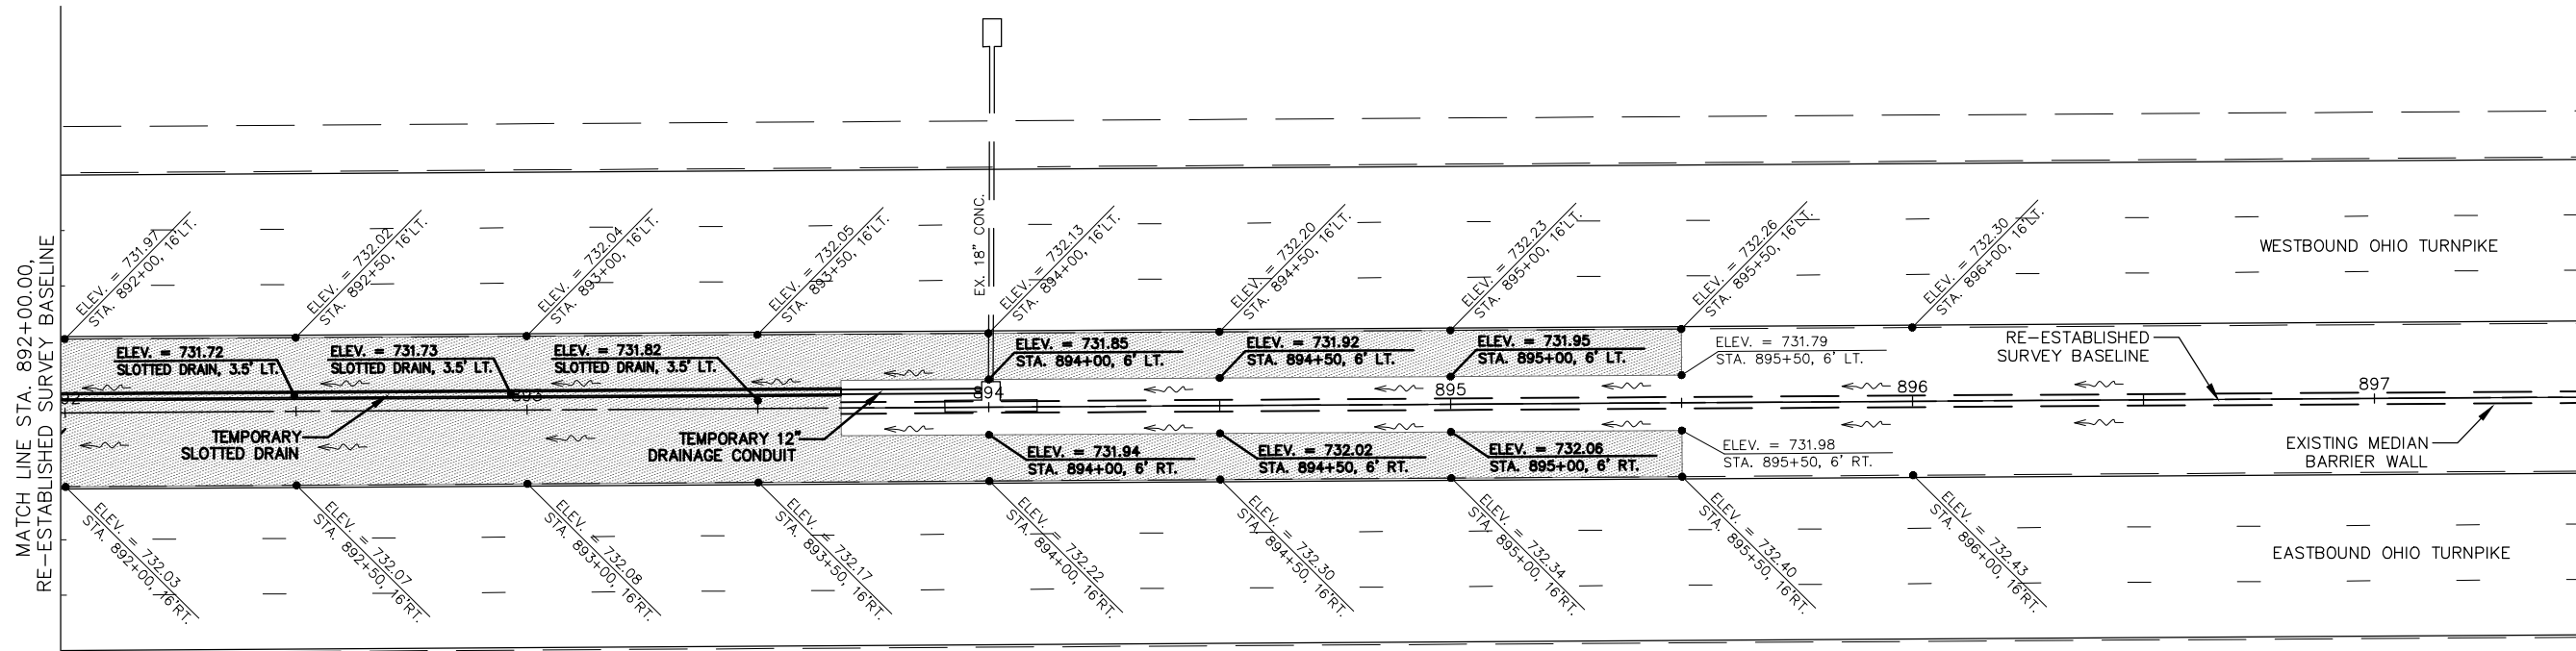 MATCH LINE STA. 892+00.00,
RE-ESTABLISHED SURVEY BASELINE
ELEV. = 731.97
STA. 892+00, 16'LT.
ELEV. = 732.02
STA. 892+50, 16'LT.
ELEV. = 732.04
STA. 893+00, 16'LT.
ELEV. = 732.05
STA. 893+50, 16'LT.
EX. 18" CONC.
ELEV. = 732.13
STA. 894+00, 16'LT.
ELEV. = 732.20
STA. 894+50, 16'LT.
ELEV. = 732.23
STA. 895+00, 16'LT.
ELEV. = 732.26
STA. 895+50, 16'LT.
ELEV. = 732.30
STA. 896+00, 16'LT.
WESTBOUND OHIO TURNPIKE
ELEV. = 731.72
SLOTTED DRAIN, 3.5' LT.
ELEV. = 731.73
SLOTTED DRAIN, 3.5' LT.
ELEV. = 731.82
SLOTTED DRAIN, 3.5' LT.
ELEV. = 731.85
STA. 894+00, 6' LT.
ELEV. = 731.92
STA. 894+50, 6' LT.
ELEV. = 731.95
STA. 895+00, 6' LT.
ELEV. = 731.79
STA. 895+50, 6' LT.
RE-ESTABLISHED
SURVEY BASELINE
893
894
895
896
897
TEMPORARY
SLOTTED DRAIN
TEMPORARY 12"
DRAINAGE CONDUIT
ELEV. = 731.94
STA. 894+00, 6' RT.
ELEV. = 732.02
STA. 894+50, 6' RT.
ELEV. = 732.06
STA. 895+00, 6' RT.
ELEV. = 731.98
STA. 895+50, 6' RT.
EXISTING MEDIAN
BARRIER WALL
ELEV. = 732.03
STA. 892+00, 16'RT.
ELEV. = 732.07
STA. 892+50, 16'RT.
ELEV. = 732.08
STA. 893+00, 16'RT.
ELEV. = 732.17
STA. 893+50, 16'RT.
ELEV. = 732.22
STA. 894+00, 16'RT.
ELEV. = 732.30
STA. 894+50, 16'RT.
ELEV. = 732.34
STA. 895+00, 16'RT.
ELEV. = 732.40
STA. 895+50, 16'RT.
ELEV. = 732.43
STA. 896+00, 16'RT.
EASTBOUND OHIO TURNPIKE